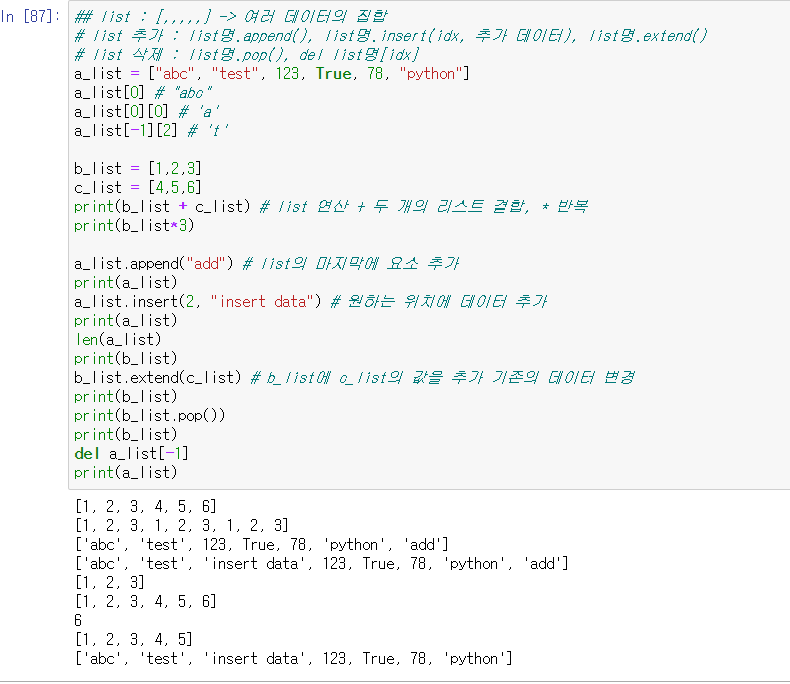 In [87]:
## list : [,,,,,] -> 여러 데이터의 집합
# list 추가 : list명.append(), list명.insert(idx, 추가 데이터), list명.extend()
# list 삭제 : list명.pop(), del list명[idx]
a_list = ["abc", "test", 123, True, 78, "python"]
a_list[0] # "abc"
a_list[0][0] # 'a'
a_list[-1][2] # 't'
b_list = [1,2,3]
c_list = [4,5,6]
print(b_list + c_list) # list 연산 + 두 개의 리스트 결합, * 반복
print(b_list*3)
a_list.append("add") # list의 마지막에 요소 추가
print(a_list)
a_list.insert(2, "insert data") # 원하는 위치에 데이터 추가
print(a_list)
len(a_list)
print(b_list)
b_list.extend(c_list) # b_list에 c_list의 값을 추가 기존의 데이터 변경
print(b_list)
print(b_list.pop())
print(b_list)
del a_list[-1]
print(a_list)
[1, 2, 3, 4, 5, 6]
[1, 2, 3, 1, 2, 3, 1, 2, 3]
['abc', 'test', 123, True, 78, 'python', 'add']
['abc', 'test', 'insert data', 123, True, 78, 'python', 'add']
[1, 2, 3]
[1, 2, 3, 4, 5, 6]
6
[1, 2, 3, 4, 5]
['abc', 'test', 'insert data', 123, True, 78, 'python']